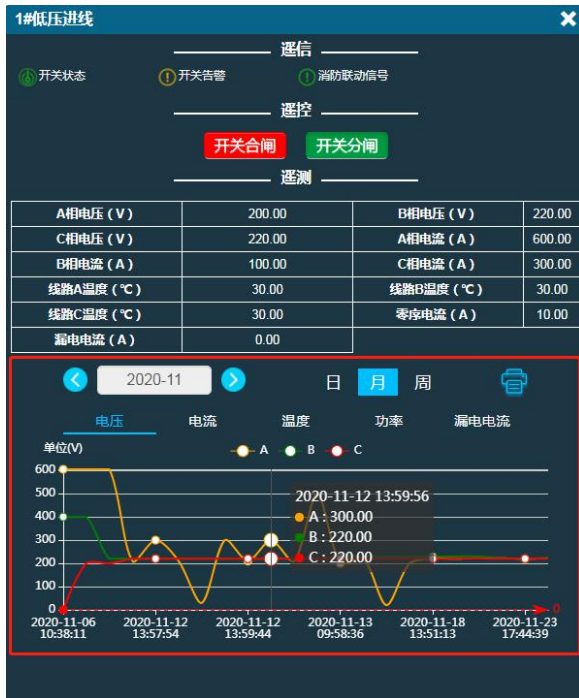 1#低压进线
遥信
开关状态 开关告警 消防联动信号
遥控
开关合闸 开关分闸
遥测
A相电压（V） 200.00 B相电压（V） 220.00
C相电压（V） 220.00 A相电流（A） 600.00
B相电流（A） 100.00 C相电流（A） 300.00
线路A温度（℃） 30.00 线路B温度（℃） 30.00
线路C温度（℃） 30.00 零序电流（A） 10.00
漏电电流（A） 0.00
2020-11 日 月 周
电压 电流 温度 功率 漏电电流
单位(V) A B C
600
500
400
300
200
100
0
2020-11-12 13:59:56
A : 300.00
B : 220.00
C : 220.00
0
2020-11-06 2020-11-12 2020-11-12 2020-11-13 2020-11-18 2020-11-23
10:38:11 13:57:54 13:59:44 09:58:36 13:51:13 17:44:39